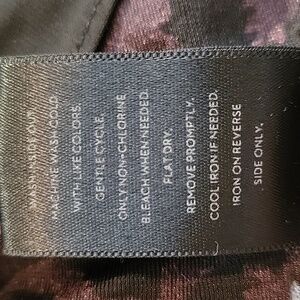 WASH INSIDE OUT.
MACHINE WASH COLD.
WITH LIKE COLORS.
GENTLE CYCLE.
ONLY NON-CHLORINE
BLEACH WHEN NEEDED.
FLAT DRY.
REMOVE PROMPTLY.
COOL IRON IF NEEDED.
IRON ON REVERSE
SIDE ONLY.